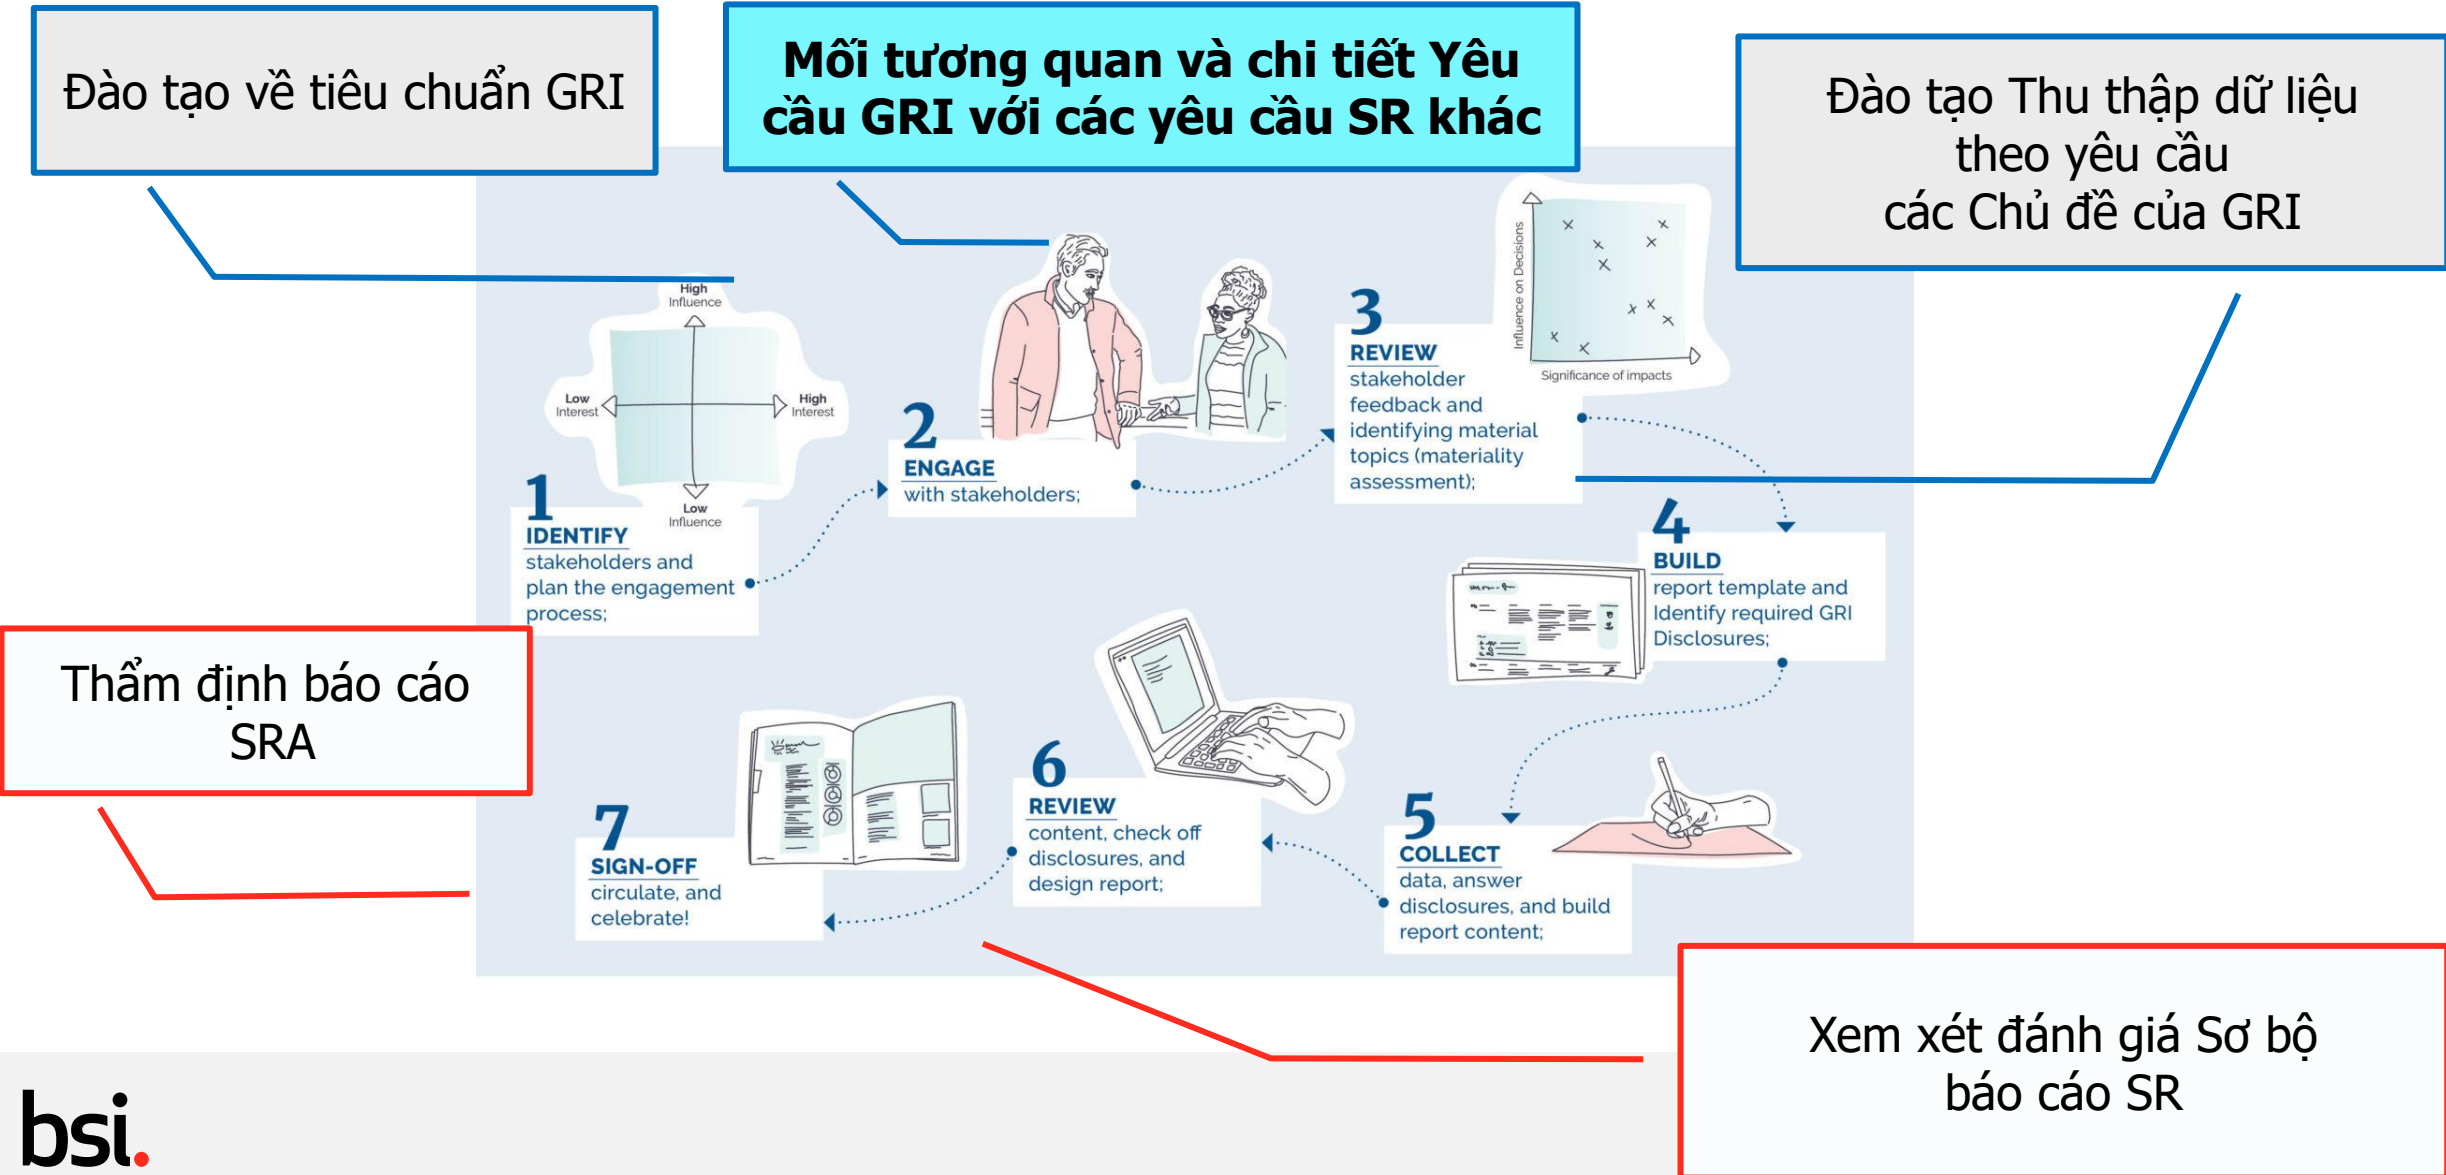 Đào tạo về tiêu chuẩn GRI
Mối tương quan và chi tiết Yêu
cầu GRI với các yêu cầu SR khác
Đào tạo Thu thập dữ liệu
theo yêu cầu
các Chủ đề của GRI
High
Influence
Low
Interest
High
Interest
Low
Influence
1
IDENTIFY
stakeholders and
plan the engagement
process;
2
ENGAGE
with stakeholders;
3
REVIEW
stakeholder
feedback and
identifying material
topics (materiality
assessment);
Influence on Decisions
Significance of impacts
4
BUILD
report template and
Identify required GRI
Disclosures;
5
COLLECT
data, answer
disclosures, and build
report content;
6
REVIEW
content, check off
disclosures, and
design report;
7
SIGN-OFF
circulate, and
celebrate!
Thẩm định báo cáo
SRA
Xem xét đánh giá Sơ bộ
báo cáo SR
bsi.